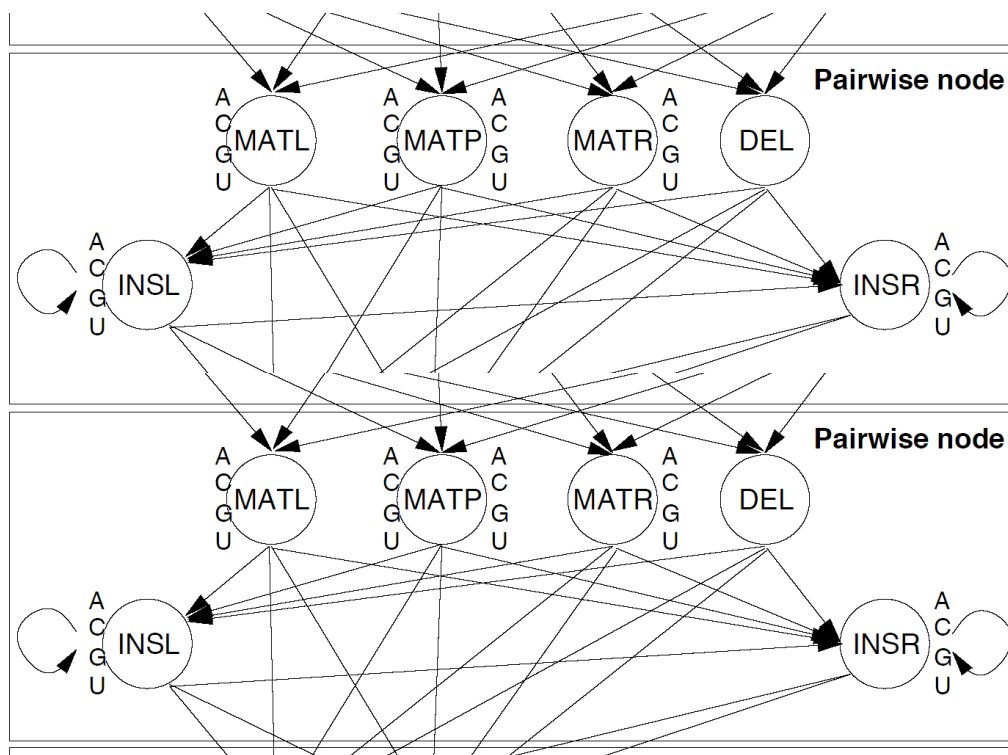 Pairwise node
A A A A
C C C C
MATL MATP MATR DEL
G G G G
U U U U
A A
C C
INSL INSR
G G
U U
Pairwise node
A A A A
C C C C
MATL MATP MATR DEL
G G G G
U U U U
A A
C C
INSL INSR
G G
U U